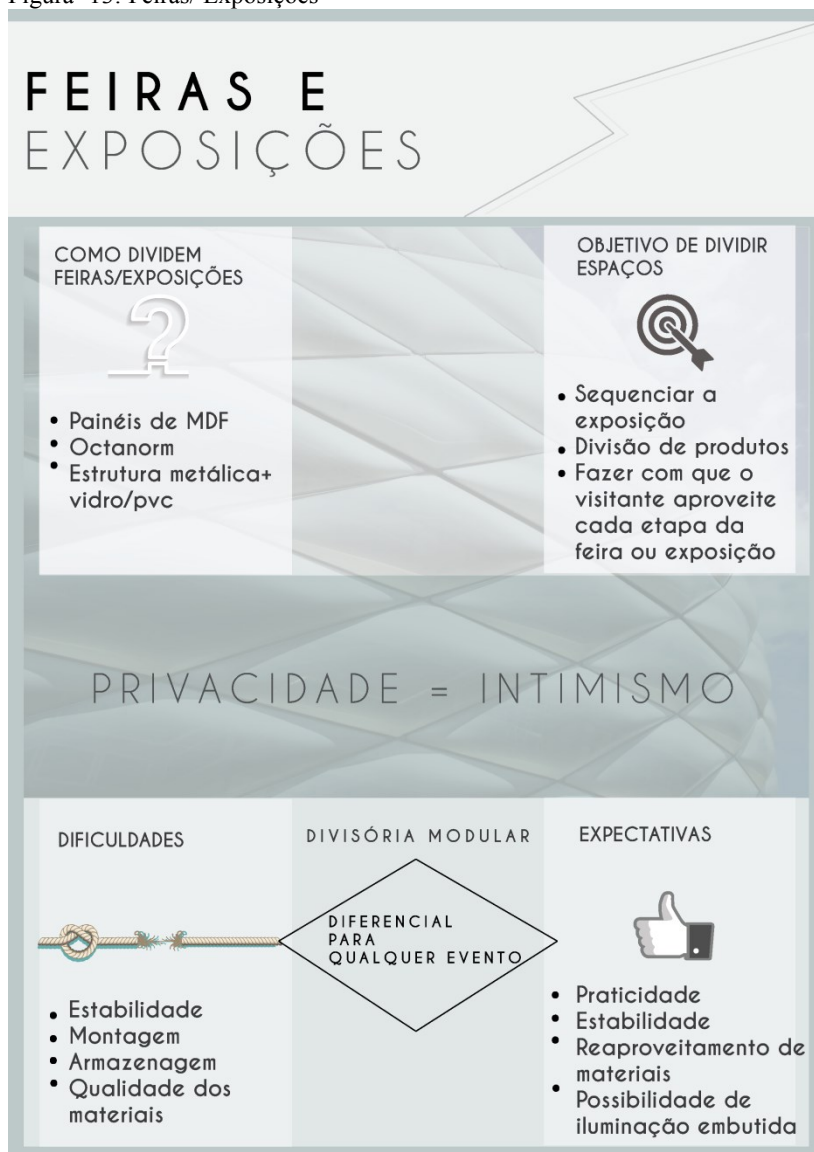 Figura 13: Feiras/ Exposições
FEIRAS E
EXPOSIÇÕES
COMO DIVIDEM
FEIRAS/EXPOSIÇÕES
• Painéis de MDF
• Octanorm
• Estrutura metálica+
vidro/pvc
OBJETIVO DE DIVIDIR
ESPAÇOS
• Sequenciar a
exposição
• Divisão de produtos
• Fazer com que o
visitante aproveite
cada etapa da
feira ou exposição
PRIVACIDADE = INTIMISMO
DIFICULDADES
• Estabilidade
• Montagem
• Armazenagem
• Qualidade dos
materiais
DIVISÓRIA MODULAR
DIFERENCIAL
PARA
QUALQUER EVENTO
EXPECTATIVAS
• Praticidade
• Estabilidade
• Reaproveitamento de
materiais
• Possibilidade de
iluminação embutida